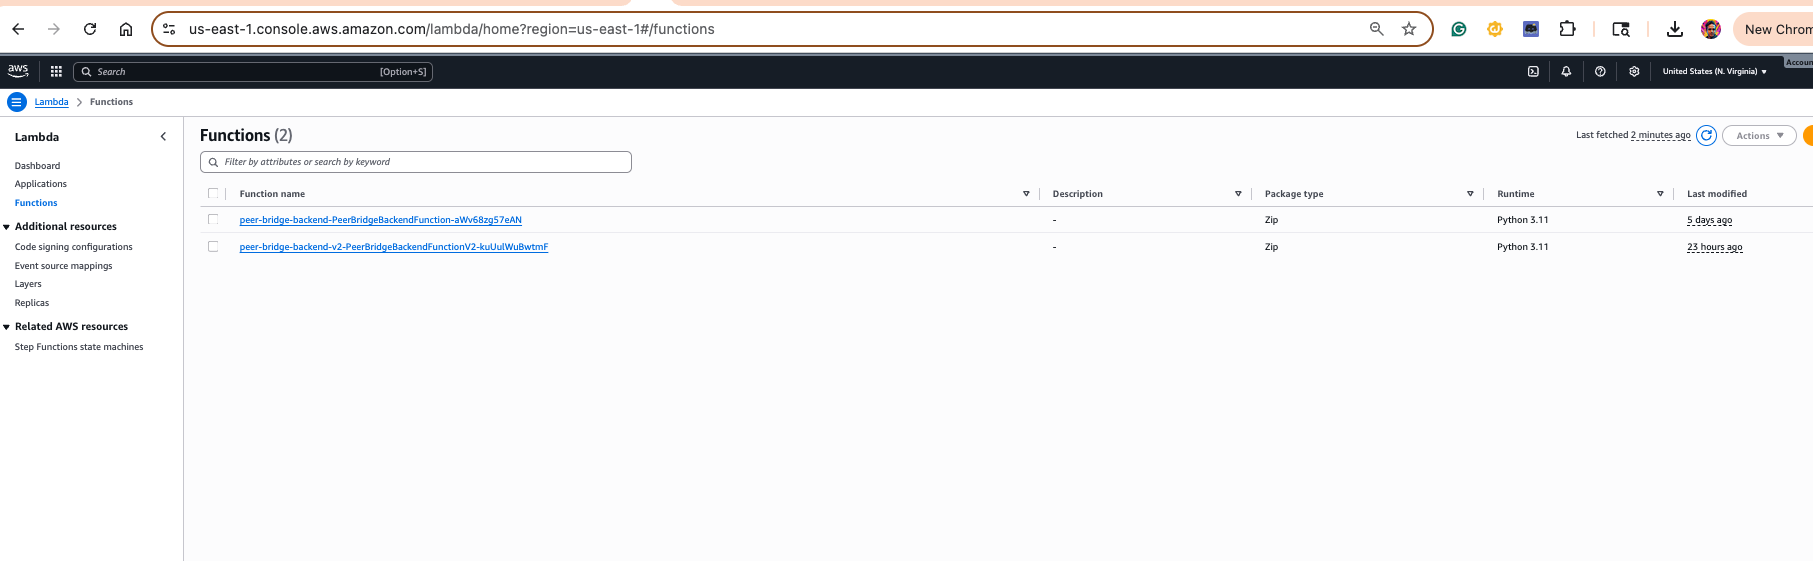 us-east-1.console.aws.amazon.com/lambda/home?region=us-east-1#/functions
New Chrom
aws
Search
[Option+S]
United States (N. Virginia)
Accoun
Lambda
Functions
Lambda
Dashboard
Applications
Functions
Additional resources
Code signing configurations
Event source mappings
Layers
Replicas
Related AWS resources
Step Functions state machines
Functions (2)
Last fetched 2 minutes ago
Actions
Filter by attributes or search by keyword
Function name Description Package type Runtime Last modified
peer-bridge-backend-PeerBridgeBackendFunction-aWv68zg57eAN - Zip Python 3.11 5 days ago
peer-bridge-backend-v2-PeerBridgeBackendFunctionV2-kuUulWuBwtmF - Zip Python 3.11 23 hours ago